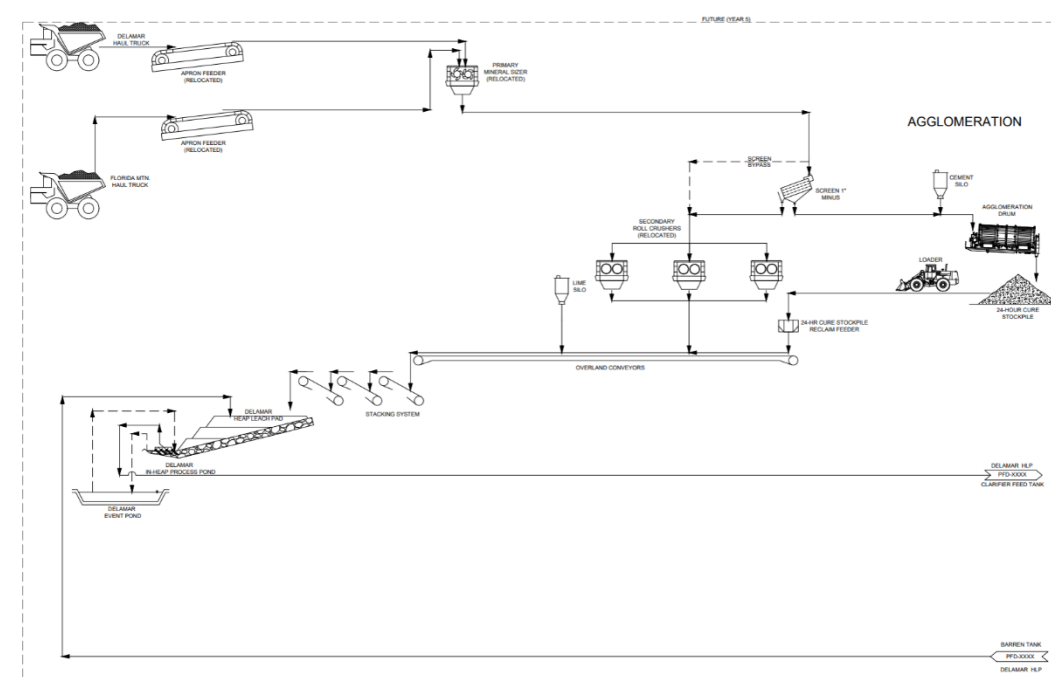 FUTURE (YEAR 5)
DELAMAR
HAUL TRUCK
APRON FEEDER
(RELOCATED)
PRIMARY
MINERAL SIZER
(RELOCATED)
AGGLOMERATION
APRON FEEDER
(RELOCATED)
FLORIDA MTN.
HAUL TRUCK
SCREEN
BYPASS
SCREEN 1"
MINUS
CEMENT
SILO
AGGLOMERATION
DRUM
SECONDARY
ROLL CRUSHERS
(RELOCATED)
LOADER
LIME
SILO
24-HOUR CURE
STOCKPILE
24-HR CURE STOCKPILE
RECLAIM FEEDER
OVERLAND CONVEYORS
STACKING SYSTEM
DELAMAR
HEAP LEACH PAD
DELAMAR
IN-HEAP PROCESS POND
DELAMAR HLP
PFD-XXXX
CLARIFIER FEED TANK
DELAMAR
EVENT POND
BARREN TANK
PFD-XXXX
DELAMAR HLP